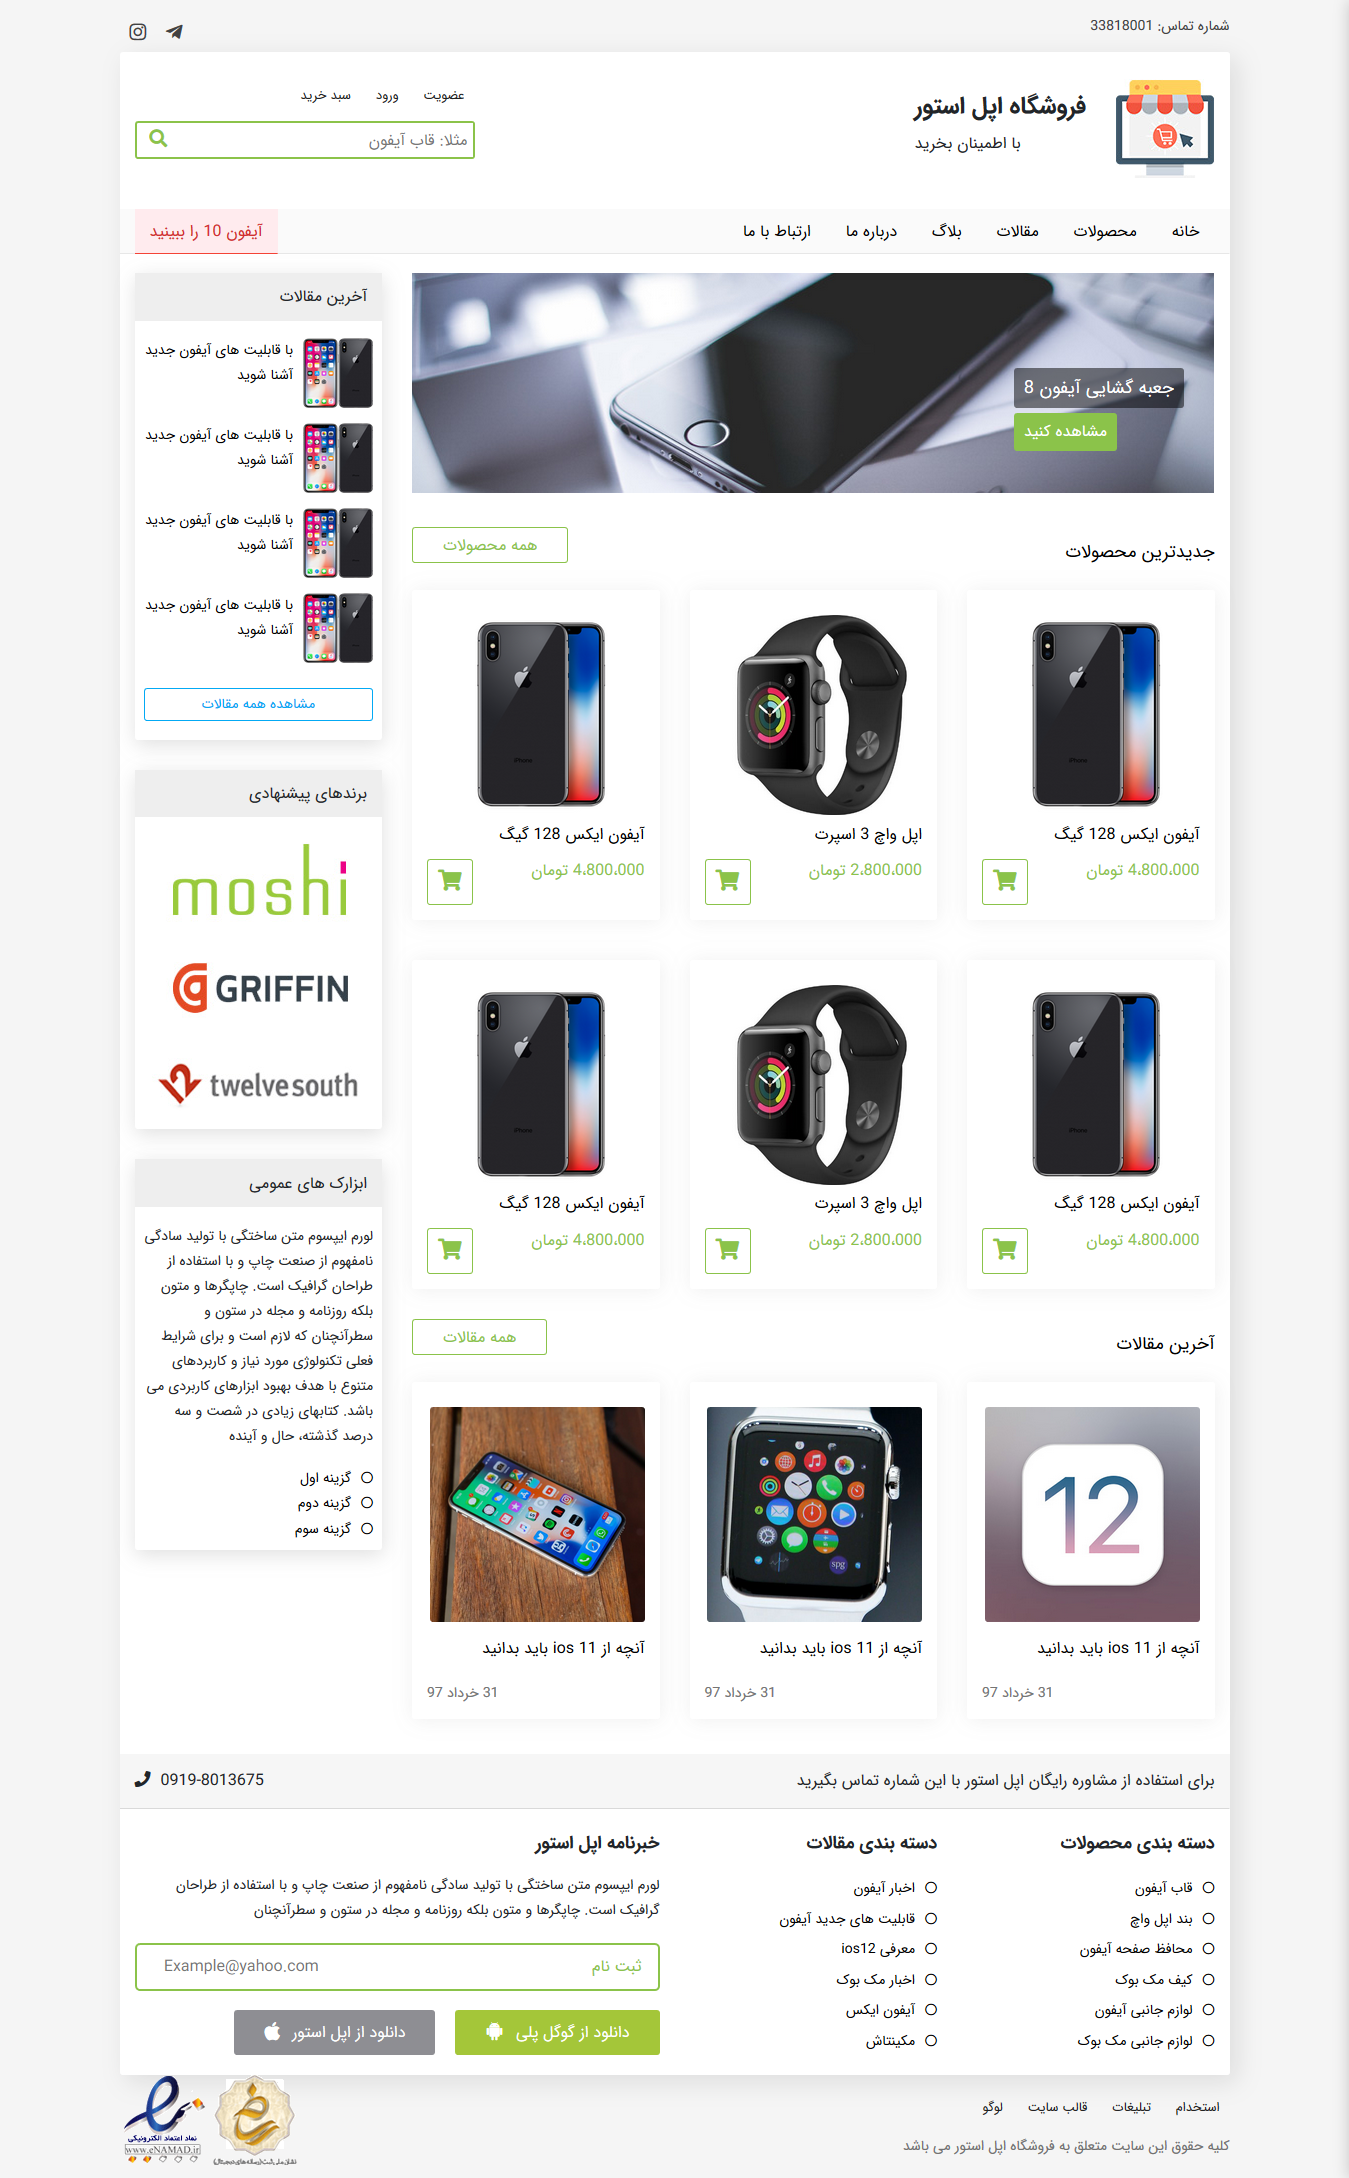 شماره تماس: 33818001
فروشگاه اپل استور
با اطمینان بخرید
عضویت
ورود
سبد خرید
مثلا: قاب آیفون
خانه
محصولات
مقالات
بلاگ
درباره ما
ارتباط با ما
آیفون 10 را ببینید
جعبه گشایی آیفون 8
مشاهده کنید
جدیدترین محصولات
همه محصولات
آیفون ایکس 128 گیگ
4،800،000 تومان
اپل واچ 3 اسپرت
2،800،000 تومان
آیفون ایکس 128 گیگ
4،800،000 تومان
آیفون ایکس 128 گیگ
4،800،000 تومان
اپل واچ 3 اسپرت
2،800،000 تومان
آیفون ایکس 128 گیگ
4،800،000 تومان
آخرین مقالات
همه مقالات
12
آنچه از ios 11 باید بدانید
31 خرداد 97
spg
آنچه از ios 11 باید بدانید
31 خرداد 97
آنچه از ios 11 باید بدانید
31 خرداد 97
آخرین مقالات
با قابلیت های آیفون جدید
آشنا شوید
با قابلیت های آیفون جدید
آشنا شوید
با قابلیت های آیفون جدید
آشنا شوید
با قابلیت های آیفون جدید
آشنا شوید
مشاهده همه مقالات
برندهای پیشنهادی
moshi
GRIFFIN
twelve south
ابزارک های عمومی
لورم ایپسوم متن ساختگی با تولید سادگی
نامفهوم از صنعت چاپ و با استفاده از
طراحان گرافیک است. چاپگرها و متون
بلکه روزنامه و مجله در ستون و
سطرآنچنان که لازم است و برای شرایط
فعلی تکنولوژی مورد نیاز و کاربردهای
متنوع با هدف بهبود ابزارهای کاربردی می
باشد. کتابهای زیادی در شصت و سه
درصد گذشته، حال و آینده
گزینه اول
گزینه دوم
گزینه سوم
برای استفاده از مشاوره رایگان اپل استور با این شماره تماس بگیرید
0919-8013675
دسته بندی محصولات
قاب آیفون
بند اپل واچ
محافظ صفحه آیفون
کیف مک بوک
لوازم جانبی آیفون
لوازم جانبی مک بوک
دسته بندی مقالات
اخبار آیفون
قابلیت های جدید آیفون
معرفی ios12
اخبار مک بوک
آیفون ایکس
مکینتاش
خبرنامه اپل استور
لورم ایپسوم متن ساختگی با تولید سادگی نامفهوم از صنعت چاپ و با استفاده از طراحان
گرافیک است. چاپگرها و متون بلکه روزنامه و مجله در ستون و سطرآنچنان
ثبت نام
Example@yahoo.com
دانلود از گوگل پلی
دانلود از اپل استور
استخدام
تبلیغات
قالب سایت
لوگو
کلیه حقوق این سایت متعلق به فروشگاه اپل استور می باشد
نماد اعتماد الکترونیکی
www.eNAMAD.ir